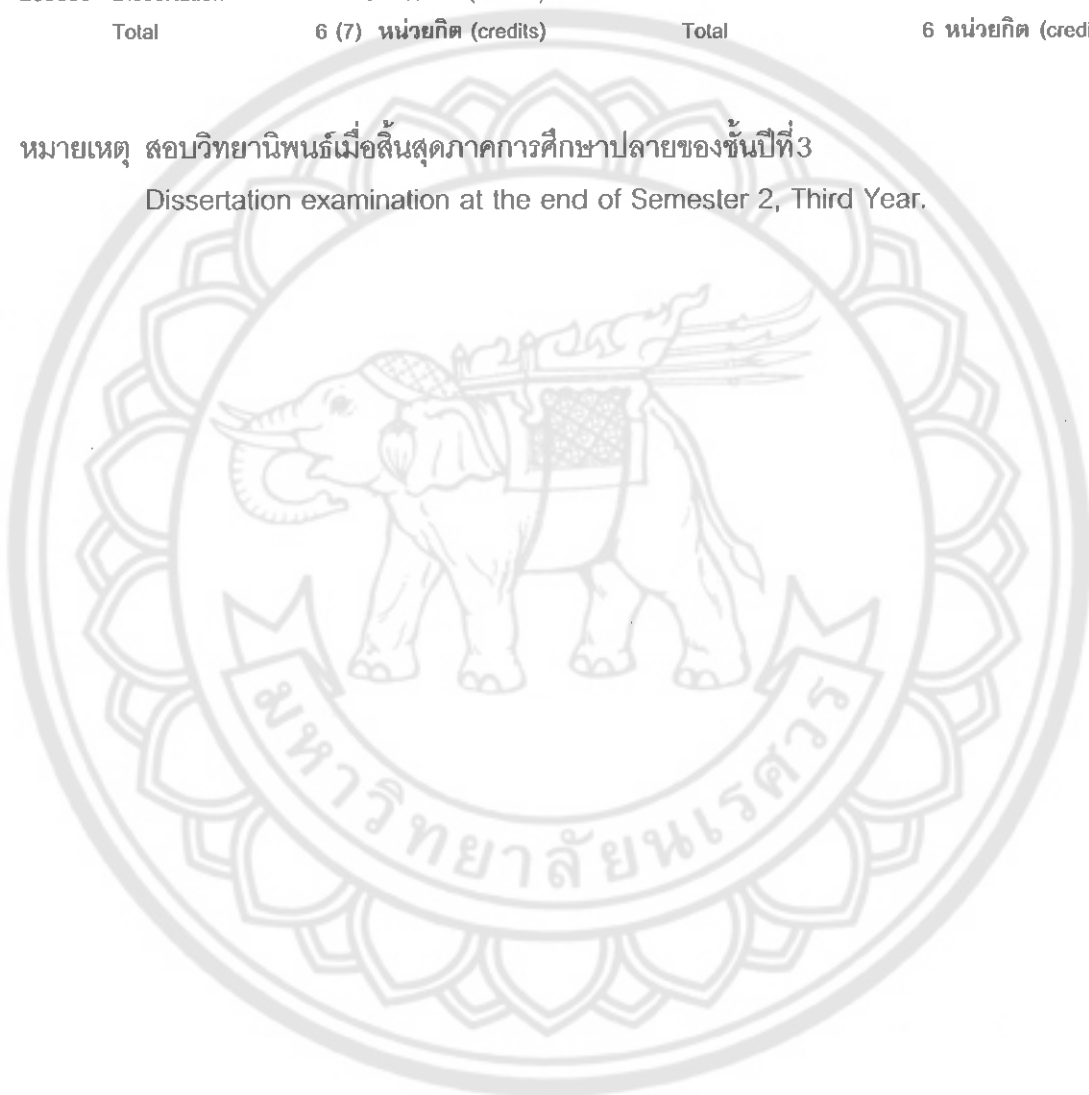 Total 6 (7) หน่วยกิต (credits) Total 6 หน่วยกิต
หมายเหตุ สอบวิทยานิพนธ์เมื่อสิ้นสุดภาคการศึกษาปลายของชั้นปีที่3
Dissertation examination at the end of Semester 2, Third Year.
มหาวิทยาลัยนเรศวร